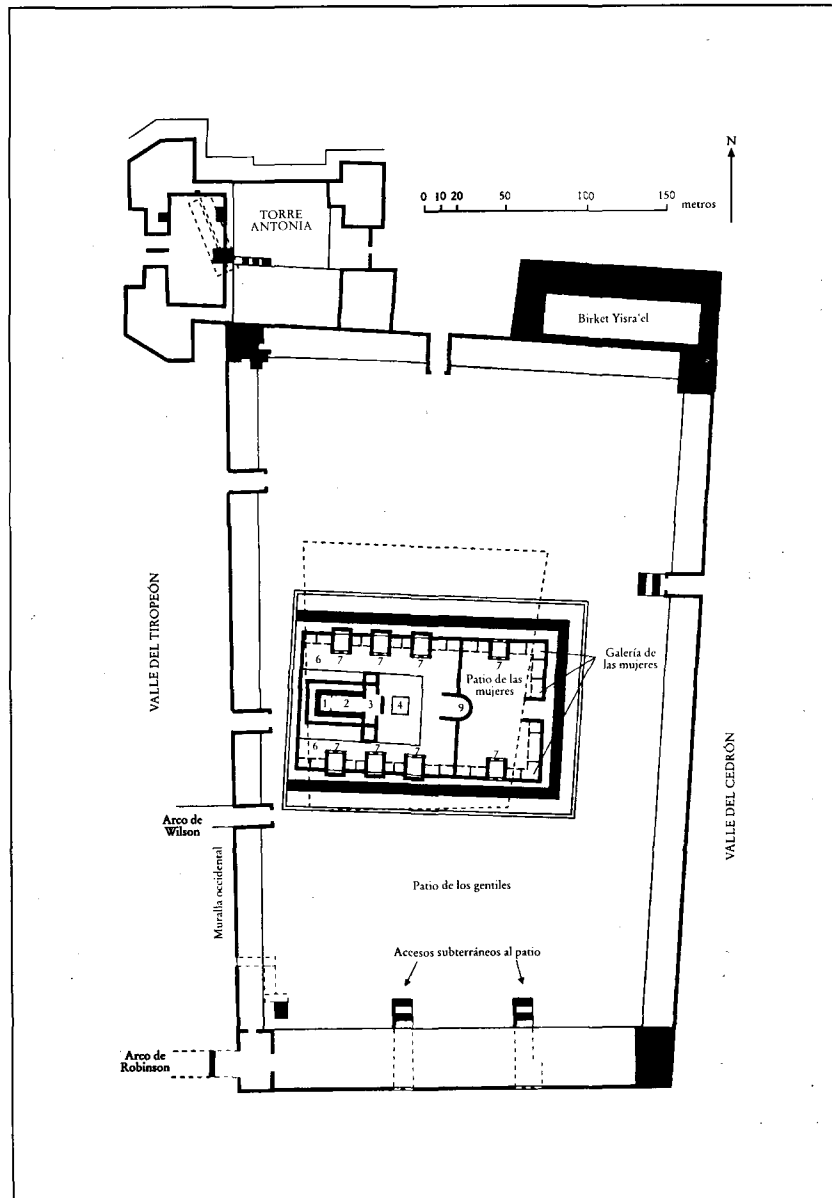 N
TORRE
ANTONIA
0 10 20 50 100 150
metros
Birket Yisra'el
VALLE DEL TIROPEÓN
Galería de
las mujeres
6 7 7 7 7
Patio de las
mujeres
1 2 3 4 9
6 7 7 7 7
VALLE DEL CEDRÓN
Arco de
Wilson
Muralla occidental
Patio de los gentiles
Accesos subterráneos al patio
Arco de
Robinson